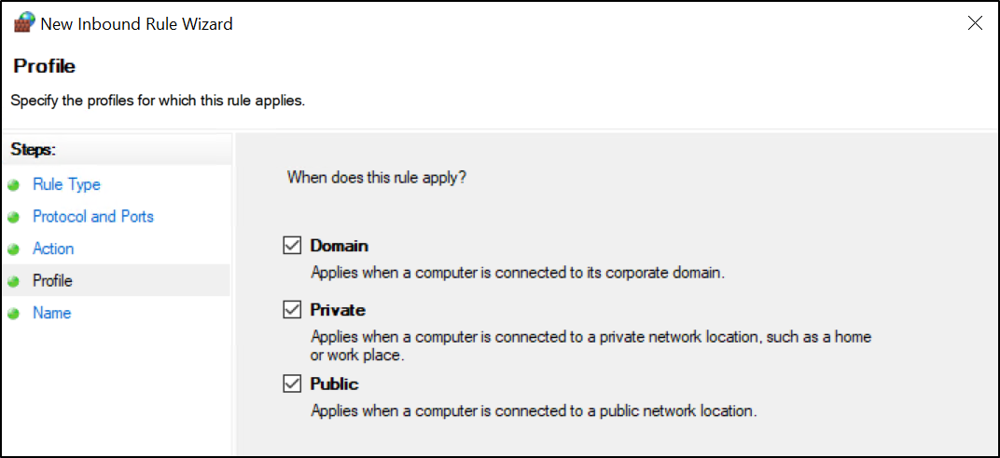 New Inbound Rule Wizard
Profile
Specify the profiles for which this rule applies.
Steps:
Rule Type
Protocol and Ports
Action
Profile
Name
When does this rule apply?
Domain
Applies when a computer is connected to its corporate domain.
Private
Applies when a computer is connected to a private network location, such as a home
or work place.
Public
Applies when a computer is connected to a public network location.